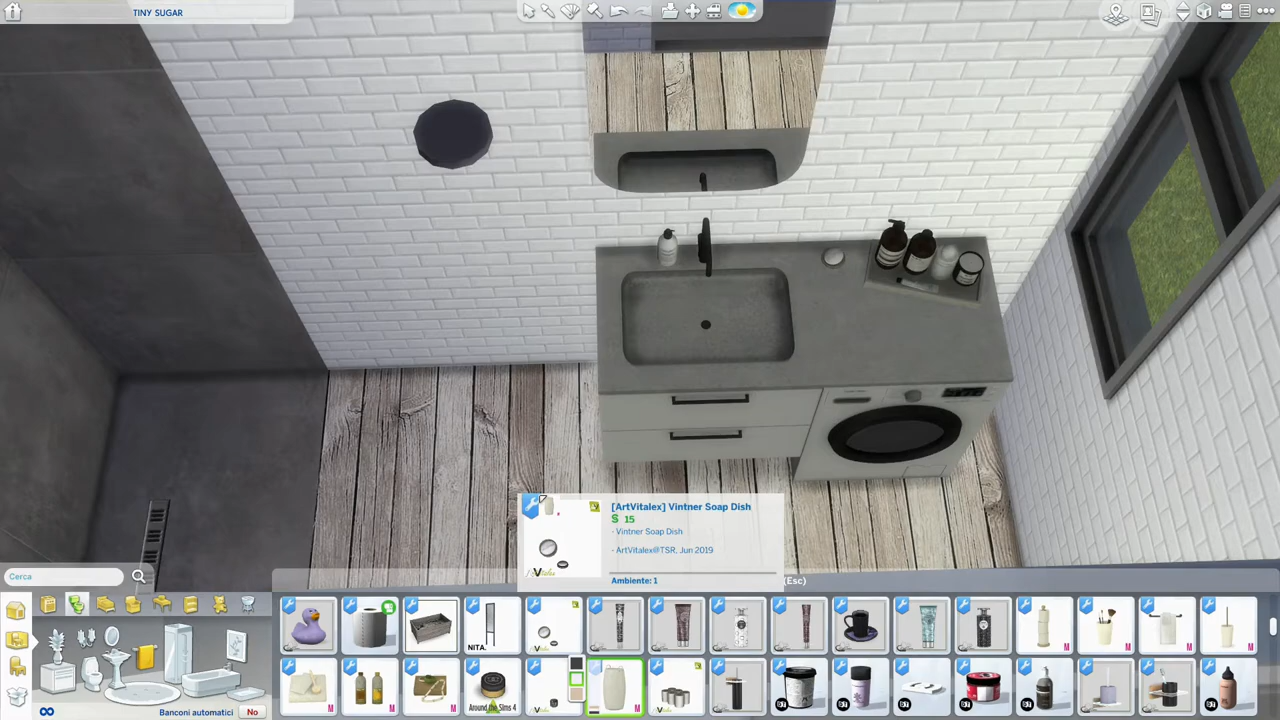 TINY SUGAR
[ArtVitalex] Vintner Soap Dish
$ 15
- Vintner Soap Dish
- ArtVitalex@TSR, Jun 2019
Ambiente: 1
(Esc)
Cerca
NITA.
Around the Sims 4
Banconi automatici
No